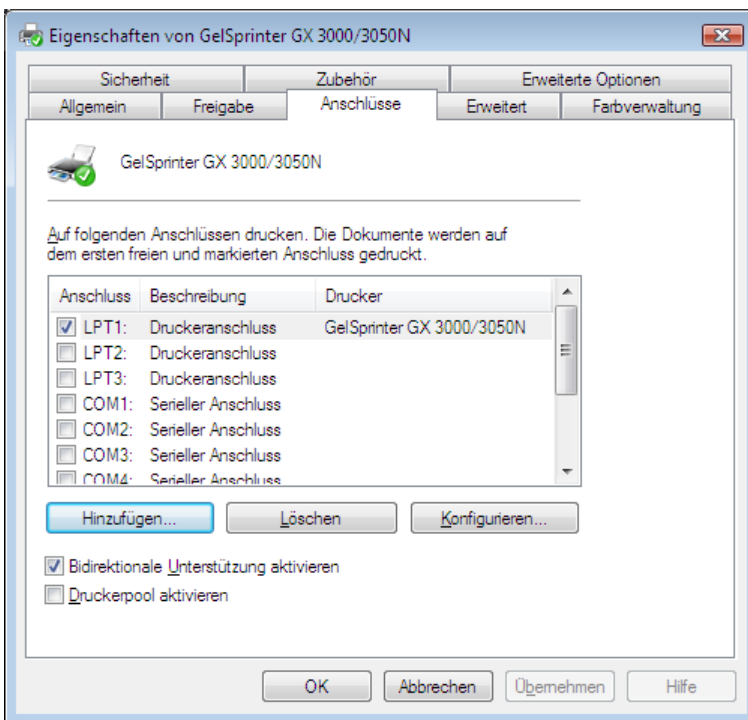 Eigenschaften von GelSprinter GX 3000/3050N
Sicherheit Zubehör Erweiterte Optionen
Allgemein Freigabe Anschlüsse Erweitert Farbverwaltung
GelSprinter GX 3000/3050N
Auf folgenden Anschlüssen drucken. Die Dokumente werden auf
dem ersten freien und markierten Anschluss gedruckt.
Anschluss Beschreibung Drucker
LPT1: Druckeranschluss GelSprinter GX 3000/3050N
LPT2: Druckeranschluss
LPT3: Druckeranschluss
COM1: Serieller Anschluss
COM2: Serieller Anschluss
COM3: Serieller Anschluss
COM4: Serieller Anschluss
Hinzufügen... Löschen Konfigurieren...
Bidirektionale Unterstützung aktivieren
Druckerpool aktivieren
OK Abbrechen Übernehmen Hilfe